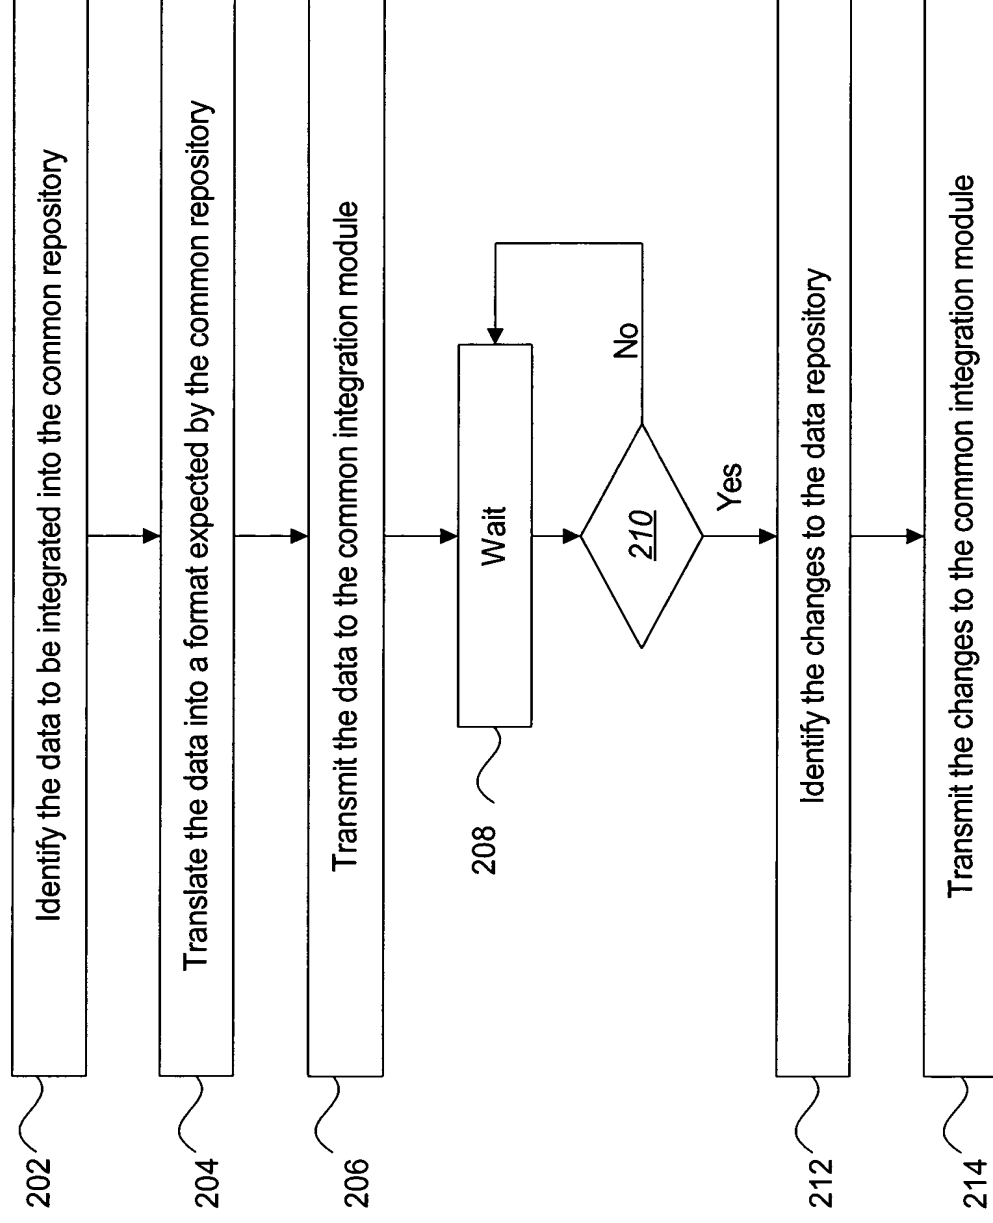 202
Identify the data to be integrated into the common repository
204
Translate the data into a format expected by the common repository
206
Transmit the data to the common integration module
208
Wait
210
No
Yes
212
Identify the changes to the data repository
214
Transmit the changes to the common integration module